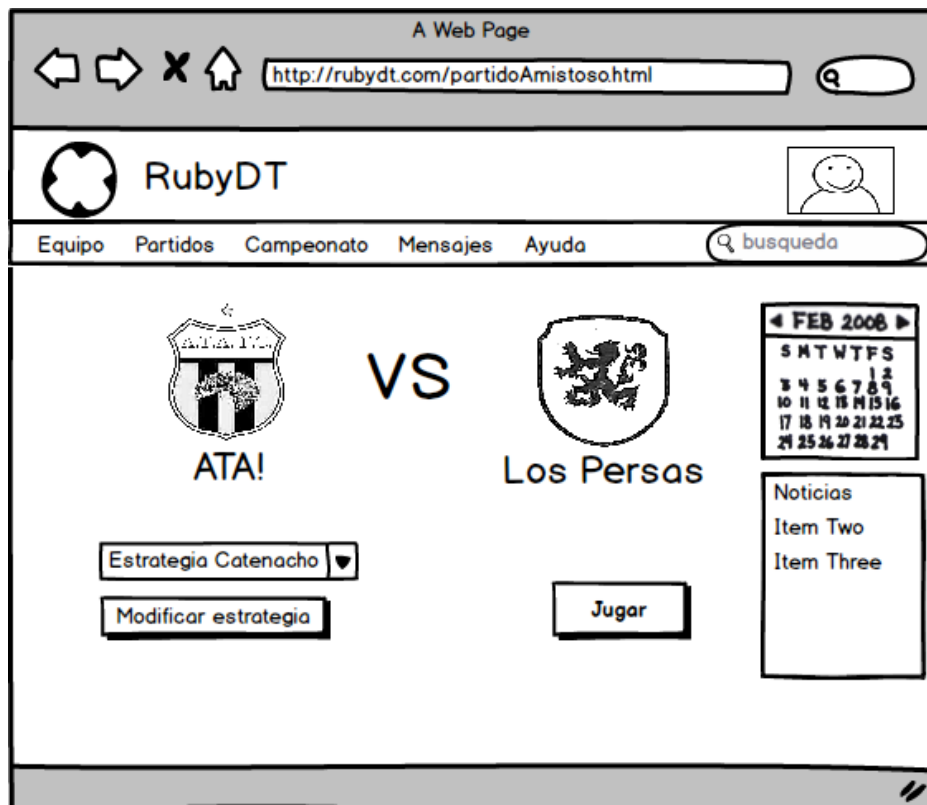 A Web Page
http://rubydt.com/partidoAmistoso.html
RubyDT
Equipo Partidos Campeonato Mensajes Ayuda busqueda
VS
ATA!
Los Persas
Estrategia Catenacho
Modificar estrategia
Jugar
FEB 2008
S M T W T F S
1 2
3 4 5 6 7 8 9
10 11 12 13 14 15 16
17 18 19 20 21 22 23
24 25 26 27 28 29
Noticias
Item Two
Item Three